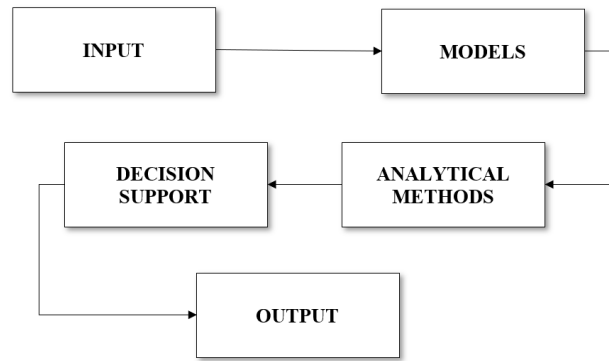 INPUT
MODELS
DECISION
SUPPORT
ANALYTICAL
METHODS
OUTPUT